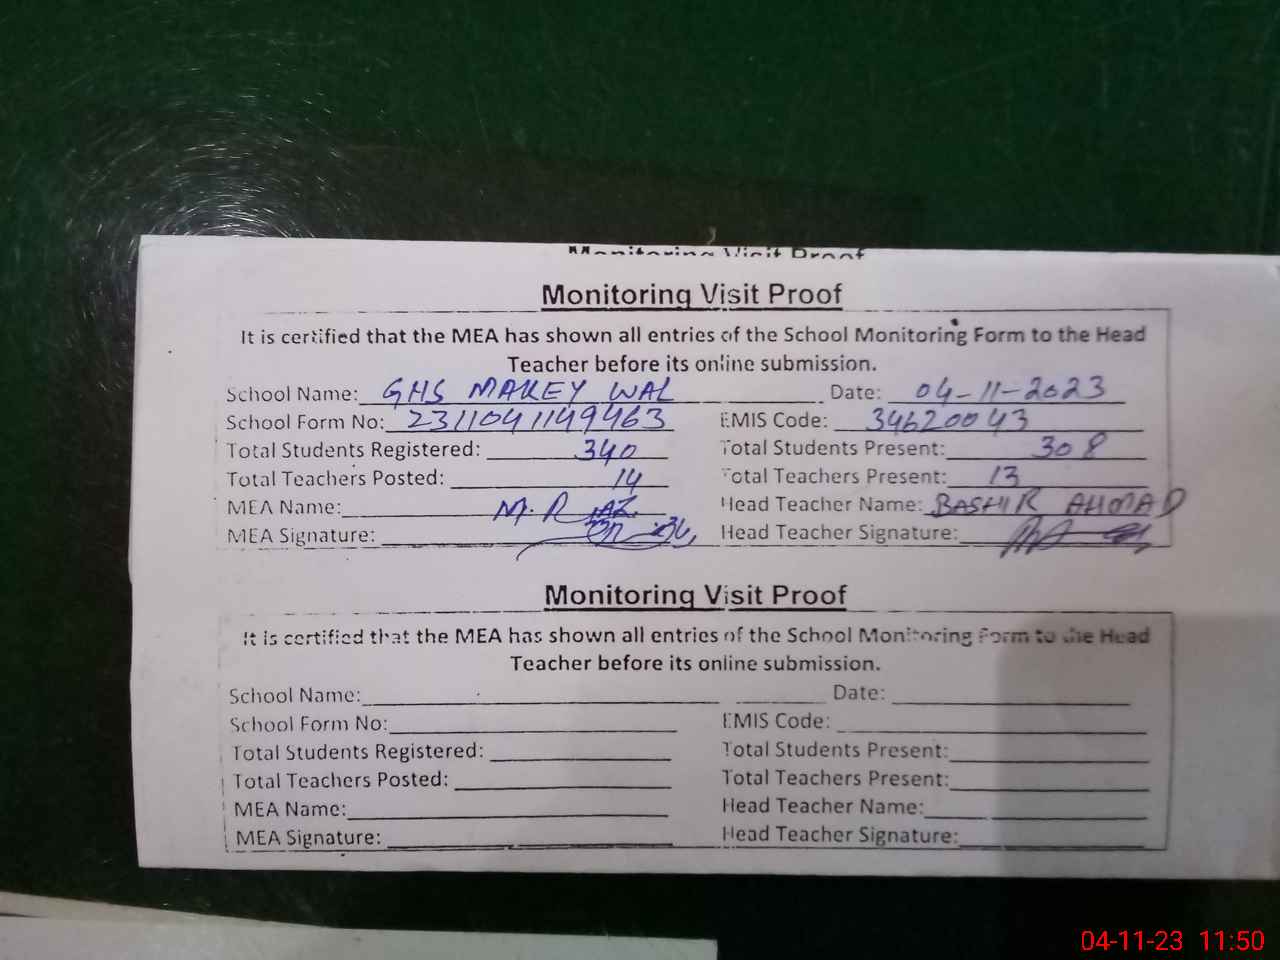 Monitoring Visit Proof
Monitoring Visit Proof
It is certified that the MEA has shown all entries of the School Monitoring Form to the Head
Teacher before its online submission.
School Name: GHS MAKEY WAL Date: 04-11-2023
School Form No: 2311041149463 EMIS Code: 34620043
Total Students Registered: 340 Total Students Present: 308
Total Teachers Posted: 14 Total Teachers Present: 13
MEA Name: M. RIAZ Head Teacher Name: BASHIR AHMAD
MEA Signature: Head Teacher Signature:
Monitoring Visit Proof
It is certified that the MEA has shown all entries of the School Monitoring Form to the Head
Teacher before its online submission.
School Name: Date:
School Form No: EMIS Code:
Total Students Registered: Total Students Present:
Total Teachers Posted: Total Teachers Present:
MEA Name: Head Teacher Name:
MEA Signature: Head Teacher Signature:
04-11-23 11:50